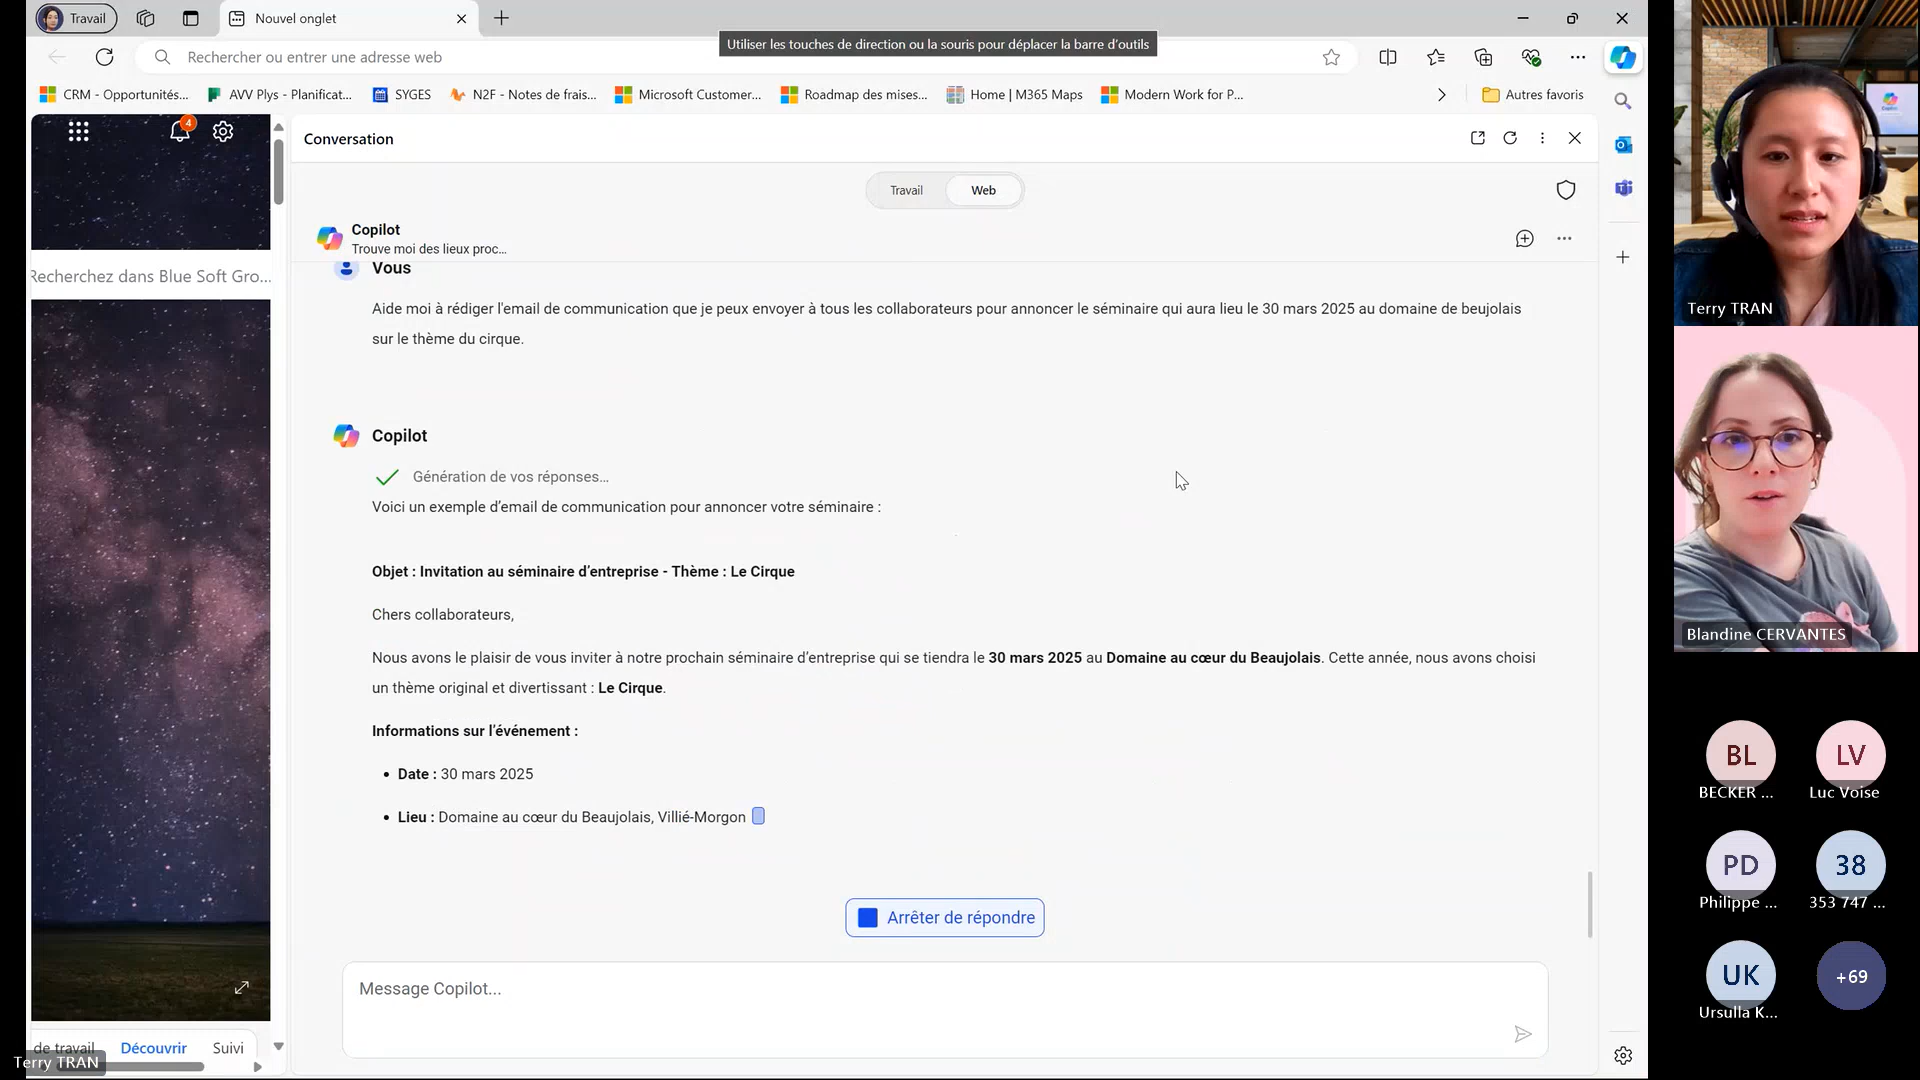 Travail
Nouvel onglet
Utiliser les touches de direction ou la souris pour déplacer la barre d'outils
Rechercher ou entrer une adresse web
CRM - Opportunités...
AVV Plys - Planificat...
SYGES
N2F - Notes de frais...
Microsoft Customer...
Roadmap des mises...
Home | M365 Maps
Modern Work for P...
Autres favoris
4
Conversation
Travail
Web
Copilot
Trouve moi des lieux proc...
Recherchez dans Blue Soft Gro...
Vous
Aide moi à rédiger l'email de communication que je peux envoyer à tous les collaborateurs pour annoncer le séminaire qui aura lieu le 30 mars 2025 au domaine de beujolais
sur le thème du cirque.
Copilot
Génération de vos réponses...
Voici un exemple d'email de communication pour annoncer votre séminaire :
Objet : Invitation au séminaire d'entreprise - Thème : Le Cirque
Chers collaborateurs,
Nous avons le plaisir de vous inviter à notre prochain séminaire d'entreprise qui se tiendra le 30 mars 2025 au Domaine au cœur du Beaujolais. Cette année, nous avons choisi
un thème original et divertissant : Le Cirque.
Informations sur l'événement :
• Date : 30 mars 2025
• Lieu : Domaine au cœur du Beaujolais, Villié-Morgon
Arrêter de répondre
Message Copilot...
de travail
Découvrir
Suivi
Terry TRAN
Terry TRAN
Blandine CERVANTES
BL
BECKER ...
LV
Luc Voise
PD
Philippe ...
38
353 747 ...
UK
Ursulla K...
+69